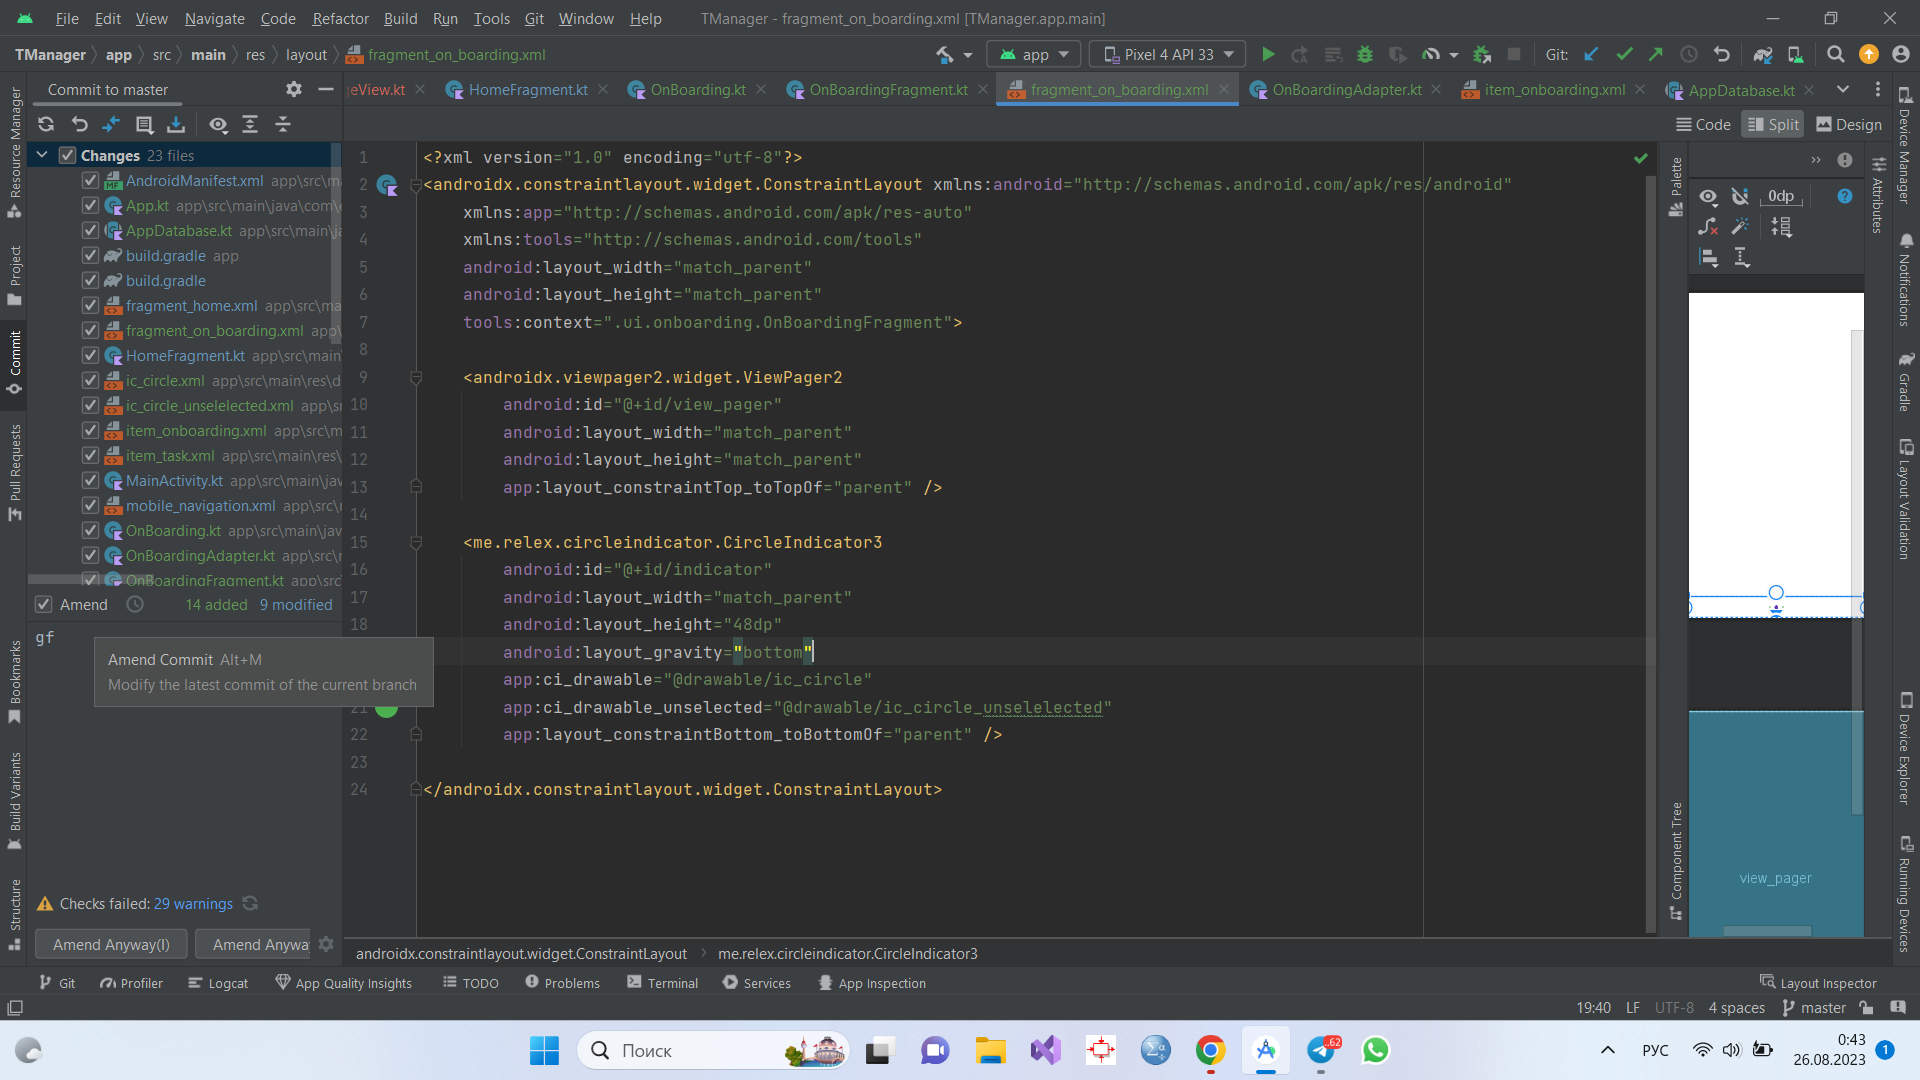 File Edit View Navigate Code Refactor Build Run Tools Git Window Help TManager - fragment_on_boarding.xml [TManager.app.main]
TManager app src main res layout fragment_on_boarding.xml app Pixel 4 API 33 Git:
Commit to master
eView.kt HomeFragment.kt OnBoarding.kt OnBoardingFragment.kt fragment_on_boarding.xml OnBoardingAdapter.kt item_onboarding.xml AppDatabase.kt
Code Split Design
Changes 23 files
AndroidManifest.xml app\src\m
App.kt app\src\main\java\com\
AppDatabase.kt app\src\main\j
build.gradle app
build.gradle
fragment_home.xml app\src\ma
fragment_on_boarding.xml app\
HomeFragment.kt app\src\main
ic_circle.xml app\src\main\res\d
ic_circle_unselelected.xml app\s
item_onboarding.xml app\src\m
item_task.xml app\src\main\res\
MainActivity.kt app\src\main\jav
mobile_navigation.xml app\src\
OnBoarding.kt app\src\main\jav
OnBoardingAdapter.kt app\src\
OnBoardingFragment.kt app\src
Amend 14 added 9 modified
gf
Amend Commit Alt+M
Modify the latest commit of the current branch
Checks failed: 29 warnings
Amend Anyway(I) Amend Anywa
1 <?xml version="1.0" encoding="utf-8"?>
2 <androidx.constraintlayout.widget.ConstraintLayout xmlns:android="http://schemas.android.com/apk/res/android"
3 xmlns:app="http://schemas.android.com/apk/res-auto"
4 xmlns:tools="http://schemas.android.com/tools"
5 android:layout_width="match_parent"
6 android:layout_height="match_parent"
7 tools:context=".ui.onboarding.OnBoardingFragment">
8
9 <androidx.viewpager2.widget.ViewPager2
10 android:id="@+id/view_pager"
11 android:layout_width="match_parent"
12 android:layout_height="match_parent"
13 app:layout_constraintTop_toTopOf="parent" />
14
15 <me.relex.circleindicator.CircleIndicator3
16 android:id="@+id/indicator"
17 android:layout_width="match_parent"
18 android:layout_height="48dp"
android:layout_gravity="bottom"
app:ci_drawable="@drawable/ic_circle"
21 app:ci_drawable_unselected="@drawable/ic_circle_unselelected"
22 app:layout_constraintBottom_toBottomOf="parent" />
23
24 </androidx.constraintlayout.widget.ConstraintLayout>
androidx.constraintlayout.widget.ConstraintLayout me.relex.circleindicator.CircleIndicator3
Resource Manager
Project
Commit
Pull Requests
Bookmarks
Build Variants
Structure
Palette
Component Tree
0dp
view_pager
Attributes
Device Manager
Notifications
Gradle
Layout Validation
Device Explorer
Running Devices
Git Profiler Logcat App Quality Insights TODO Problems Terminal Services App Inspection Layout Inspector
19:40 LF UTF-8 4 spaces master
Поиск
62
РУС
0:43
26.08.2023
1